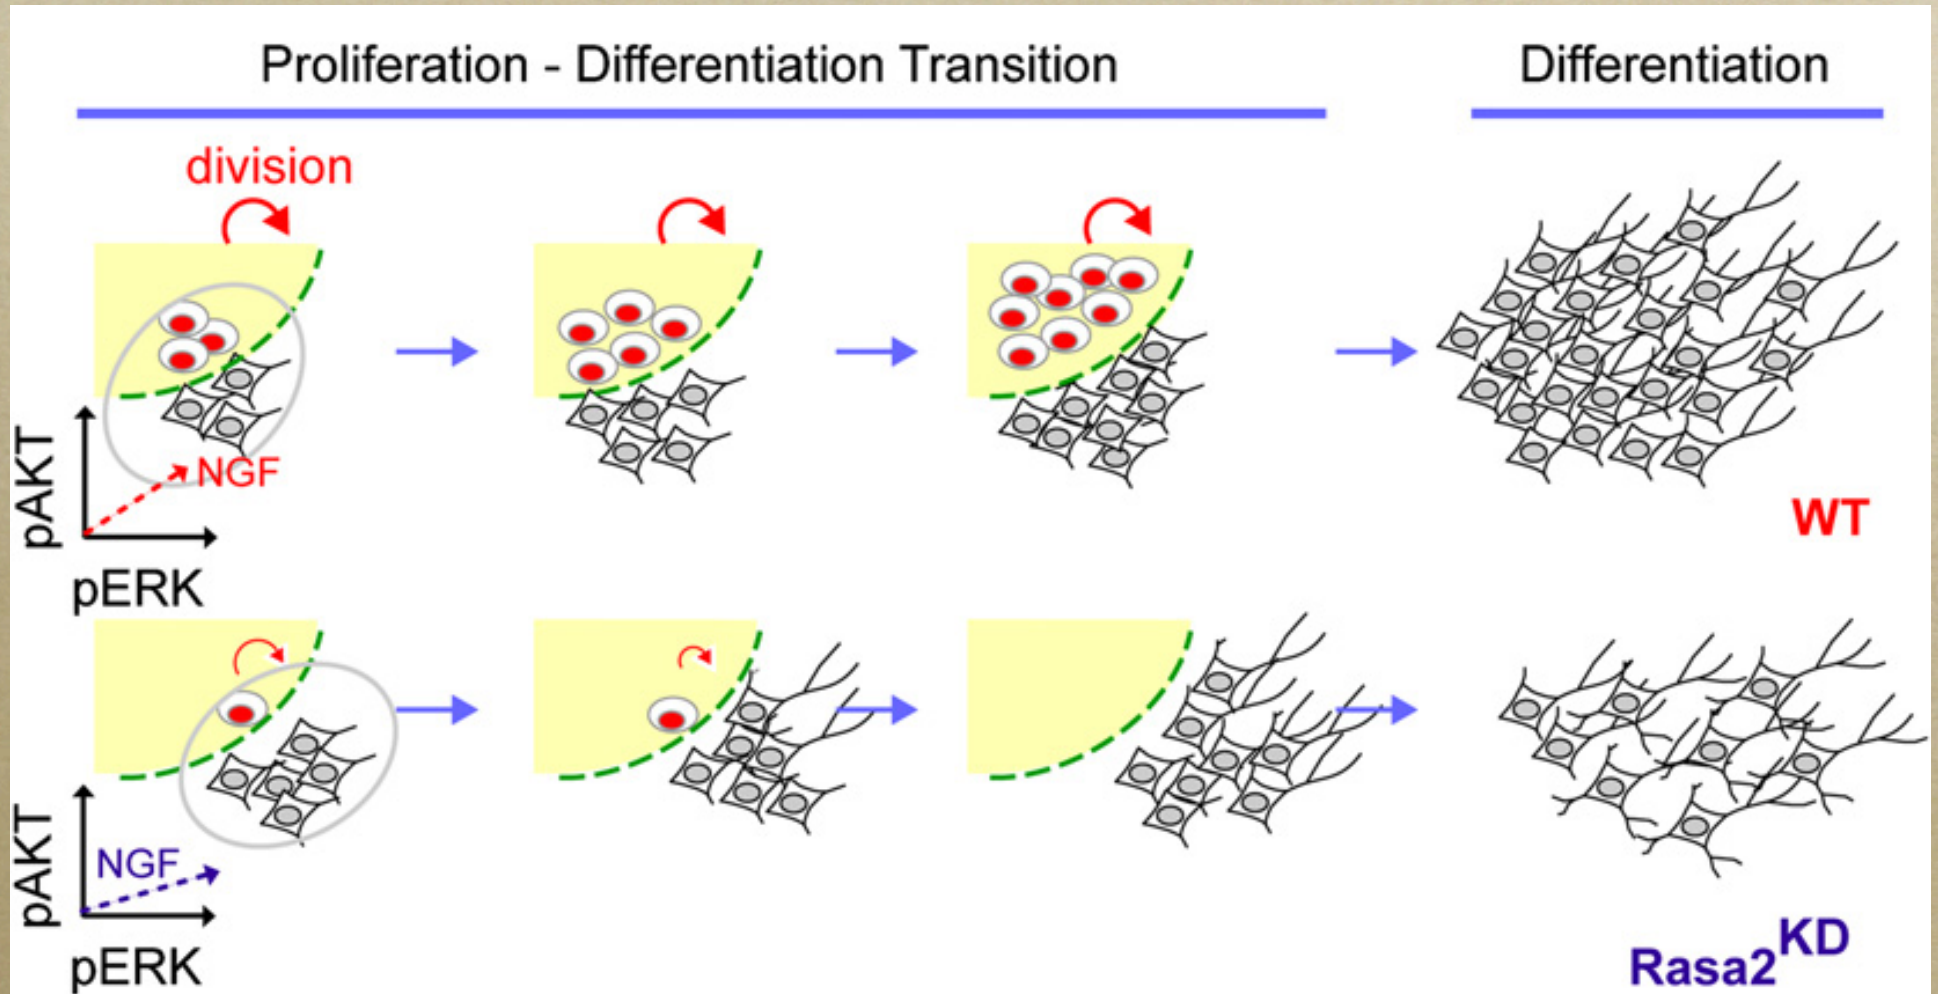 Proliferation - Differentiation Transition
Differentiation
division
NGF
pAKT
pERK
WT
NGF
pAKT
pERK
Rasa2KD